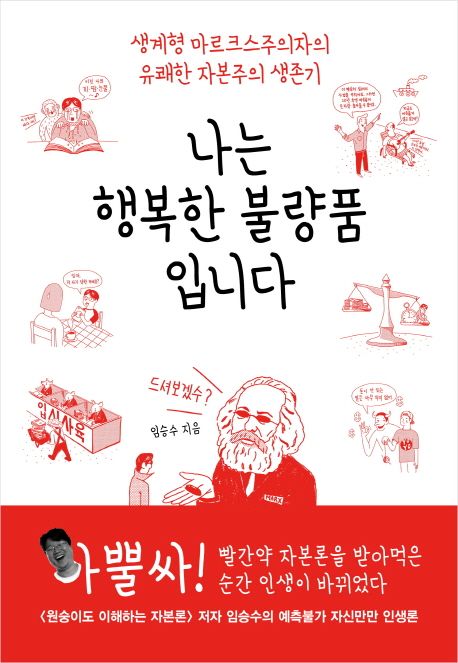 생계형 마르크스주의자의
유쾌한 자본주의 생존기
나는
행복한 불량품
입니다
입시사육
드셔보겠수?
임승수 지음
MARX
아뿔싸!
빨간약 자본론을 받아먹은
순간 인생이 바뀌었다
〈원숭이도 이해하는 자본론〉 저자 임승수의 예측불가 자신만만 인생론